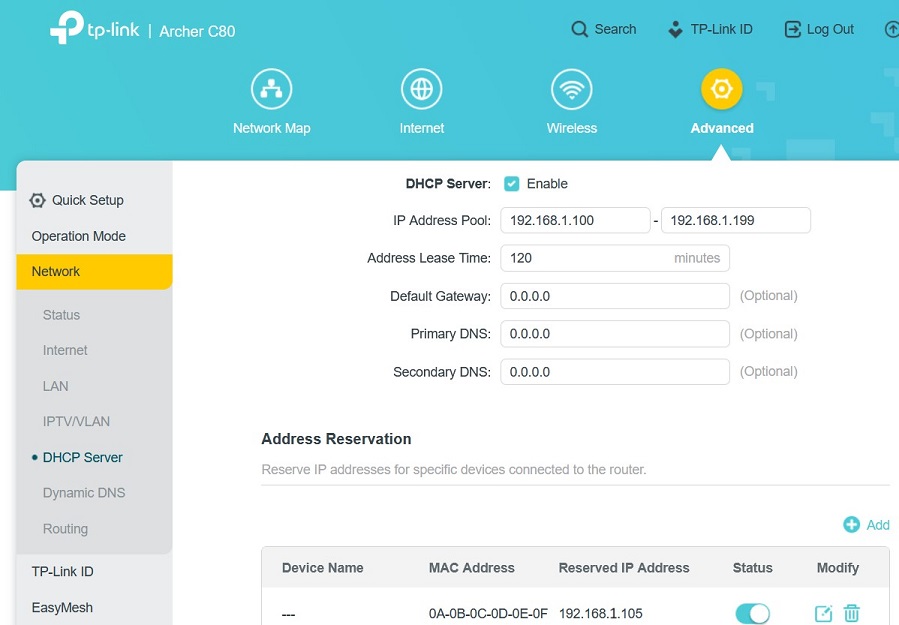 tp-link | Archer C80
Search TP-Link ID Log Out
Network Map Internet Wireless Advanced
Quick Setup
Operation Mode
Network
Status
Internet
LAN
IPTV/VLAN
DHCP Server
Dynamic DNS
Routing
TP-Link ID
EasyMesh
DHCP Server: Enable
IP Address Pool: 192.168.1.100 - 192.168.1.199
Address Lease Time: 120 minutes
Default Gateway: 0.0.0.0 (Optional)
Primary DNS: 0.0.0.0 (Optional)
Secondary DNS: 0.0.0.0 (Optional)
Address Reservation
Reserve IP addresses for specific devices connected to the router.
Add
Device Name MAC Address Reserved IP Address Status Modify
--- 0A-0B-0C-0D-0E-0F 192.168.1.105